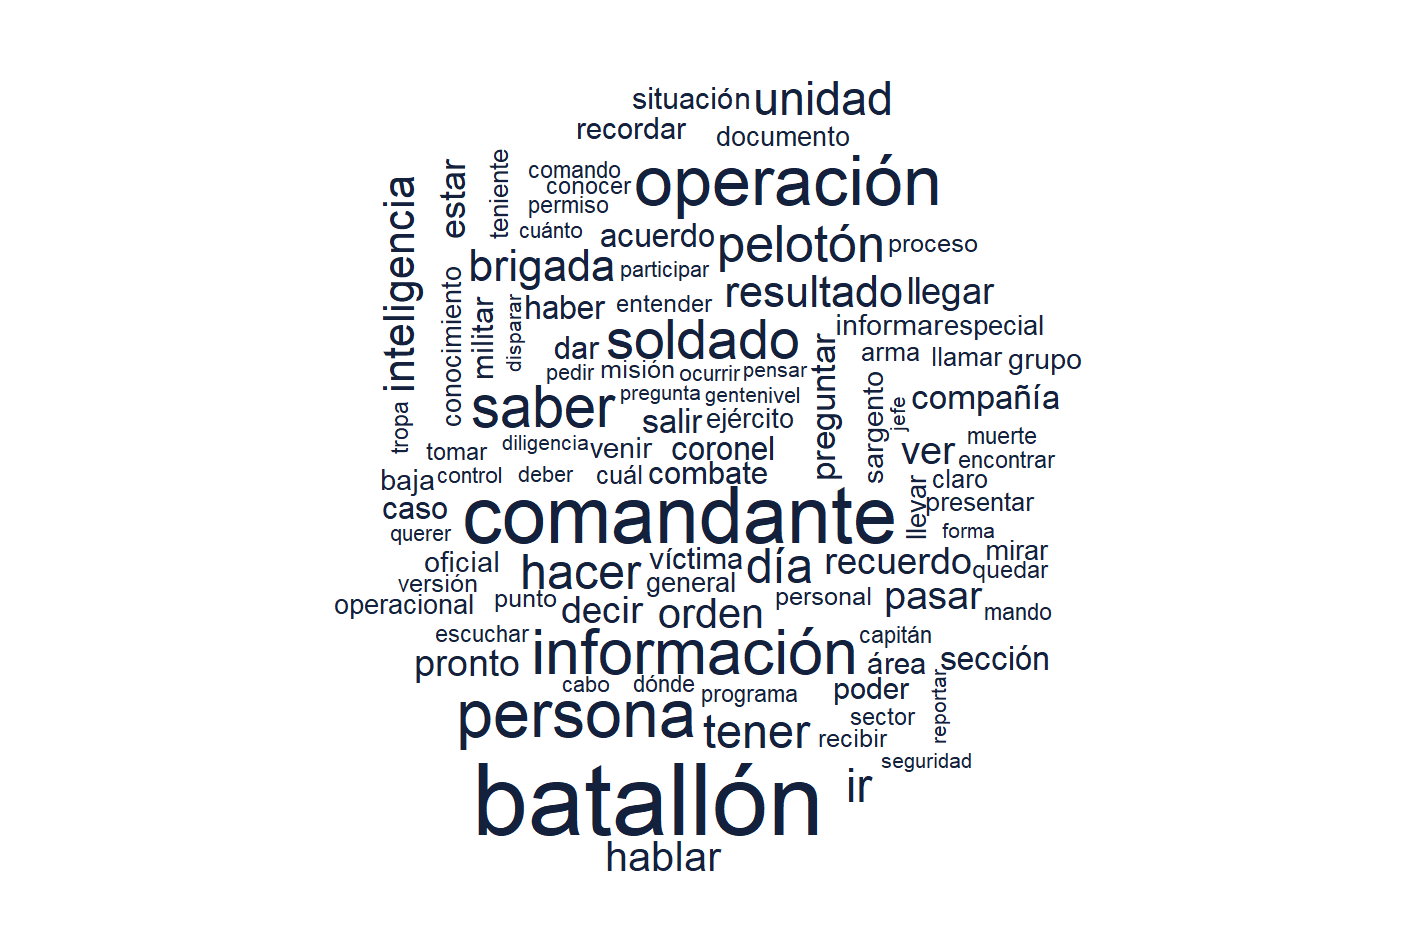 situación unidad
recordar documento
comando
conocer operación
teniente
estar
inteligencia
permiso
cuánto acuerdo pelotón proceso
brigada participar
resultado llegar
conocimiento
militar
disparar
haber entender
informar especial
soldado
dar
preguntar
arma llamar grupo
pedir misión ocurrir pensar
saber pregunta gente nivel
sargento
jefe
compañía
tropa
salir ejército
tomar diligencia venir coronel
ver muerte
encontrar
baja control deber cuál combate
claro
llevar
presentar
caso comandante
querer
forma
oficial hacer víctima día recuerdo mirar
quedar
versión general
operacional punto decir orden personal pasar mando
escuchar información capitán
pronto área sección
cabo dónde programa poder
reportar
persona tener sector
recibir
seguridad
batallón ir
hablar